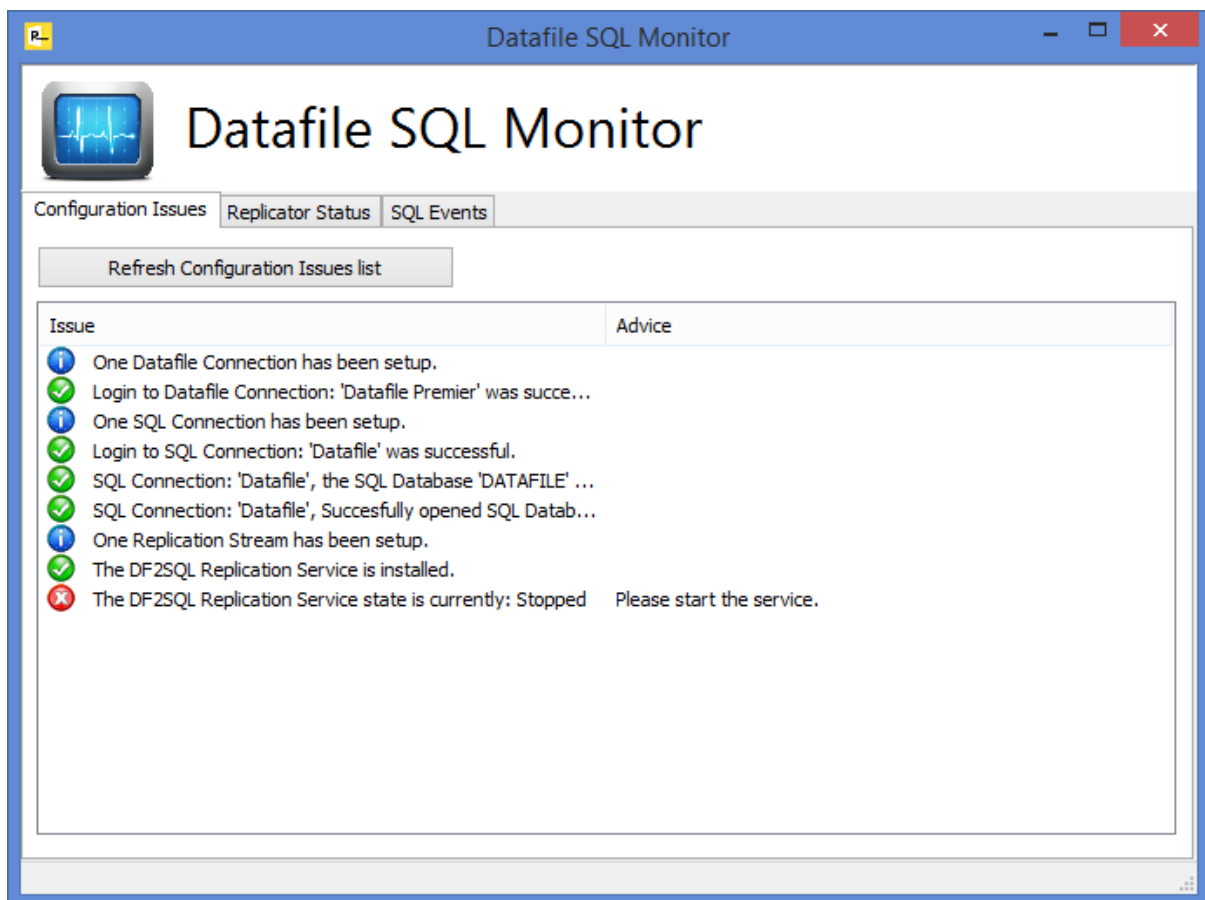 Datafile SQL Monitor
Datafile SQL Monitor
Configuration Issues Replicator Status SQL Events
Refresh Configuration Issues list
Issue Advice
One Datafile Connection has been setup.
Login to Datafile Connection: 'Datafile Premier' was succe...
One SQL Connection has been setup.
Login to SQL Connection: 'Datafile' was successful.
SQL Connection: 'Datafile', the SQL Database 'DATAFILE' ...
SQL Connection: 'Datafile', Succesfully opened SQL Datab...
One Replication Stream has been setup.
The DF2SQL Replication Service is installed.
The DF2SQL Replication Service state is currently: Stopped Please start the service.